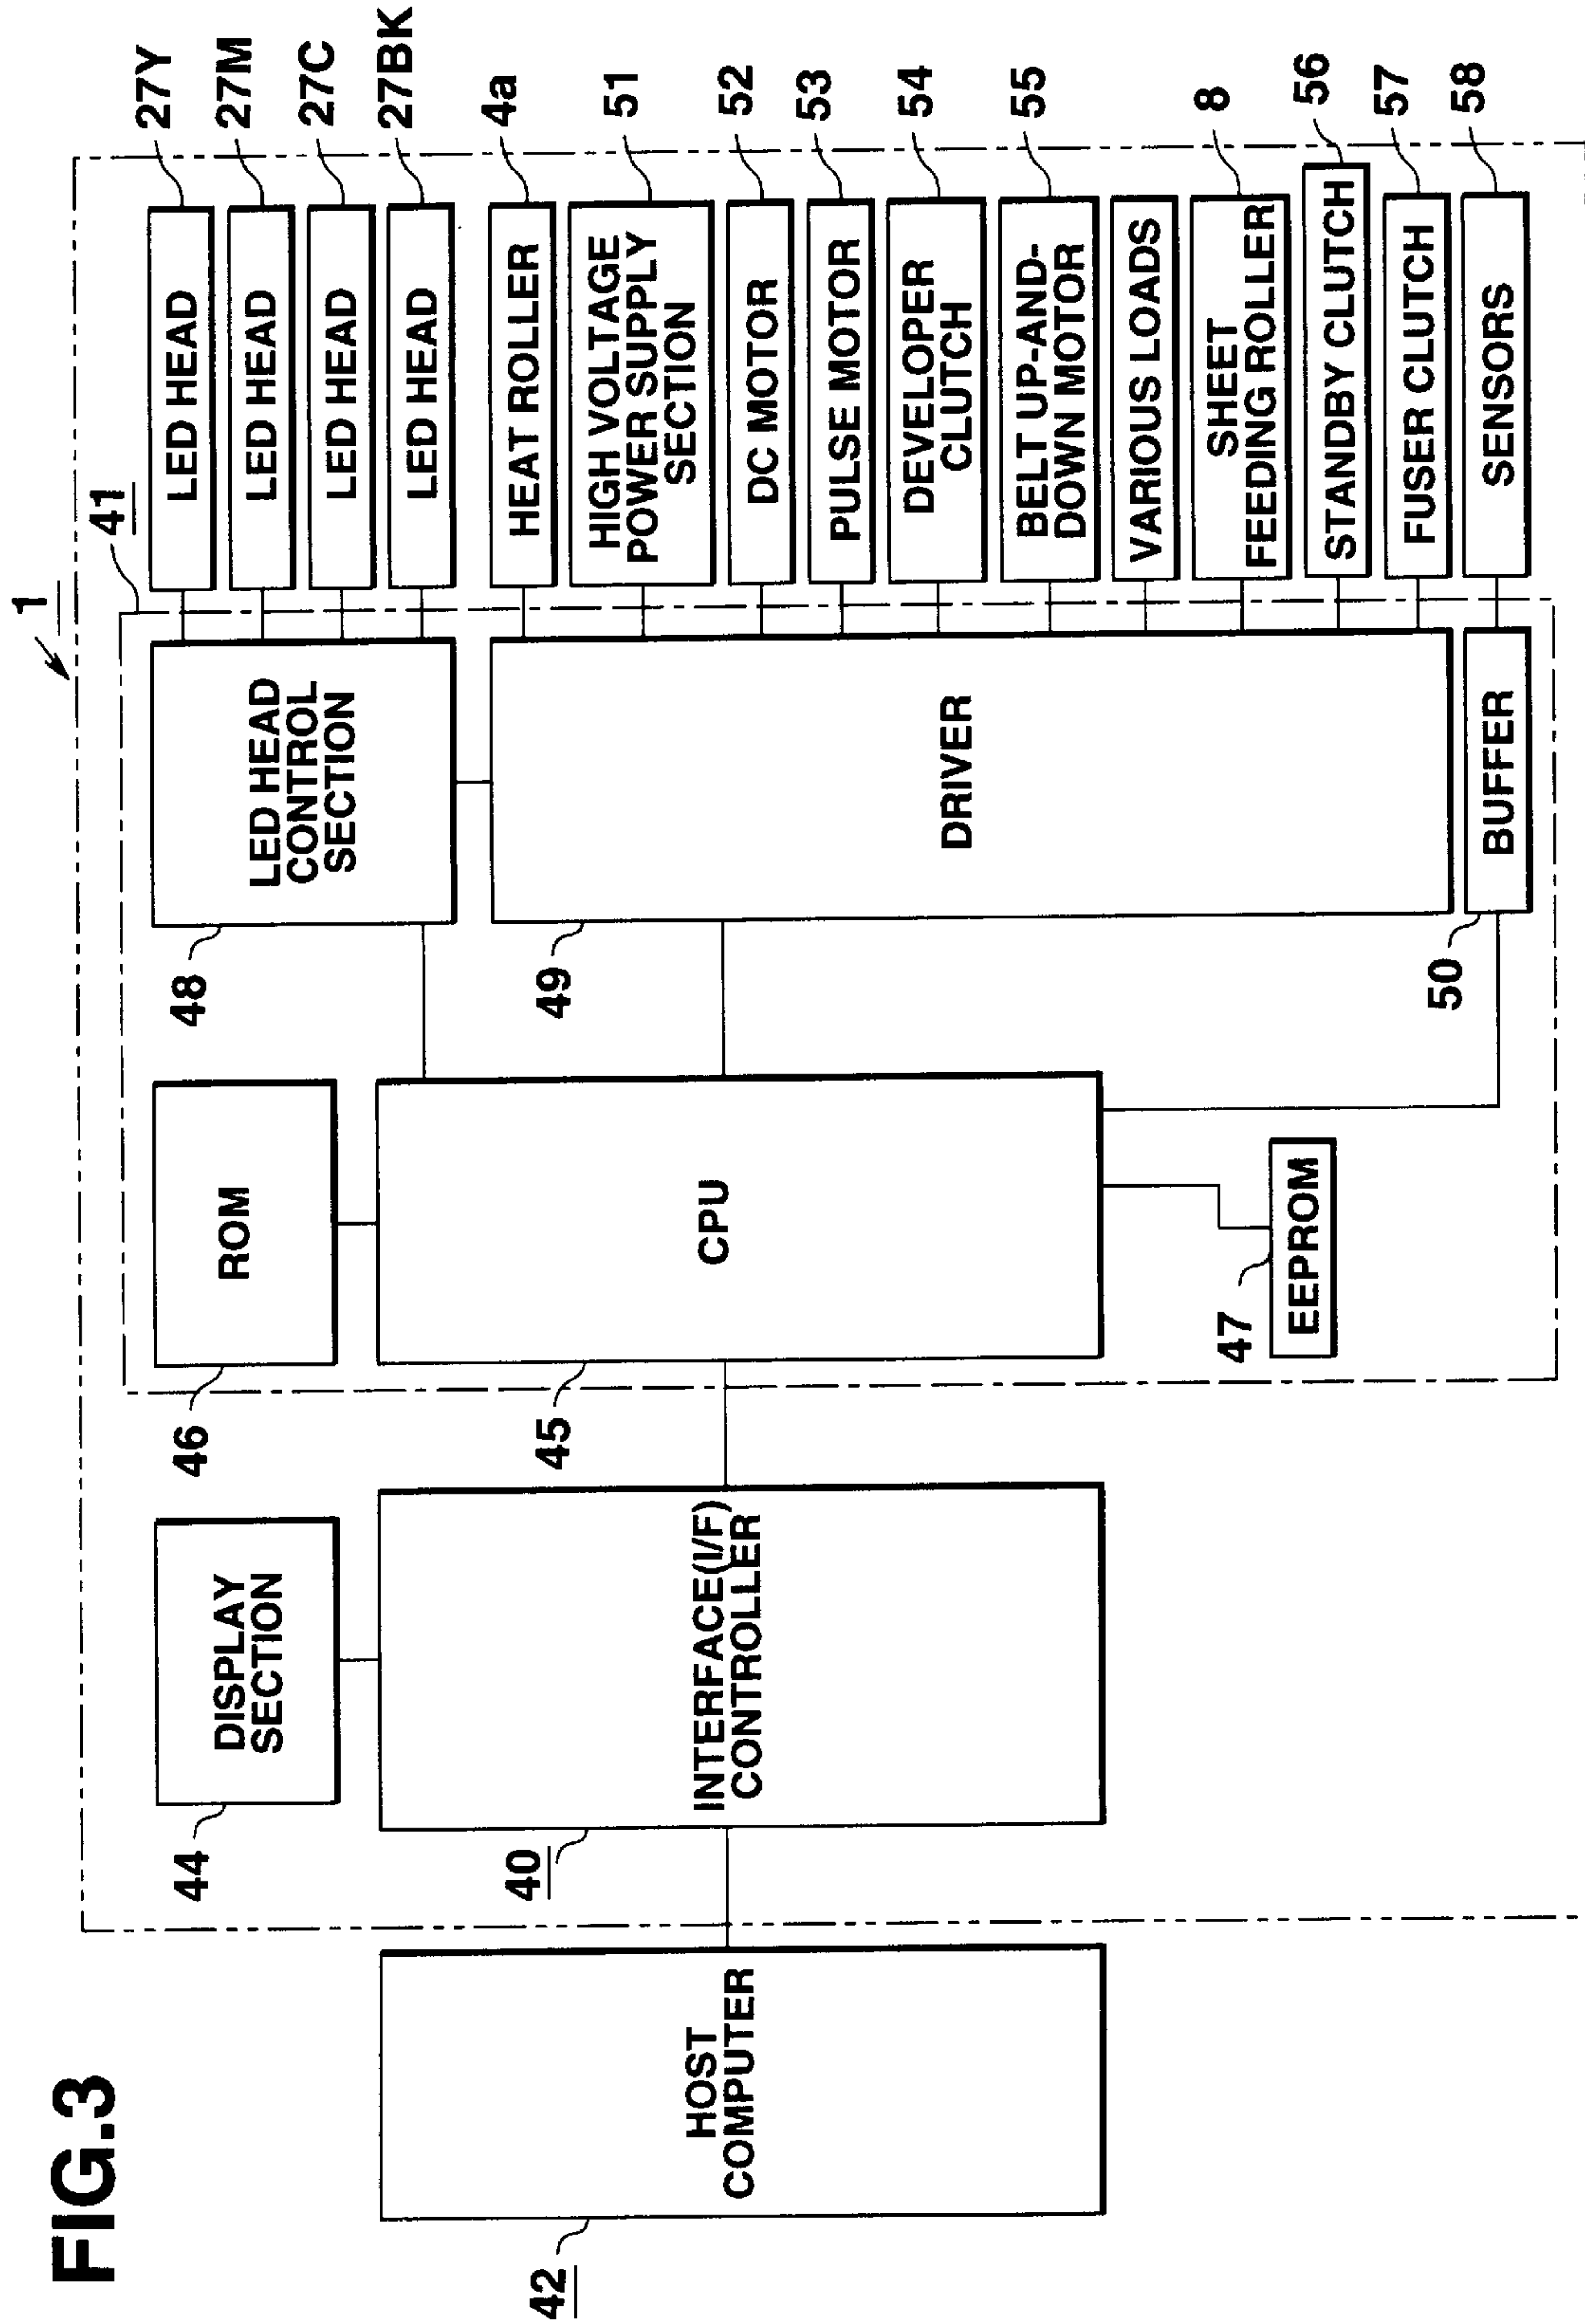 FIG.3
1
41
42
HOST
COMPUTER
40
INTERFACE(I/F)
CONTROLLER
44
DISPLAY
SECTION
45
CPU
46
ROM
47
EEPROM
48
LED HEAD
CONTROL
SECTION
49
DRIVER
50
BUFFER
LED HEAD
27Y
LED HEAD
27M
LED HEAD
27C
LED HEAD
27BK
HEAT ROLLER
4a
HIGH VOLTAGE
POWER SUPPLY
SECTION
51
DC MOTOR
52
PULSE MOTOR
53
DEVELOPER
CLUTCH
54
BELT UP-AND-
DOWN MOTOR
55
VARIOUS LOADS
SHEET
FEEDING ROLLER
8
STANDBY CLUTCH
56
FUSER CLUTCH
57
SENSORS
58